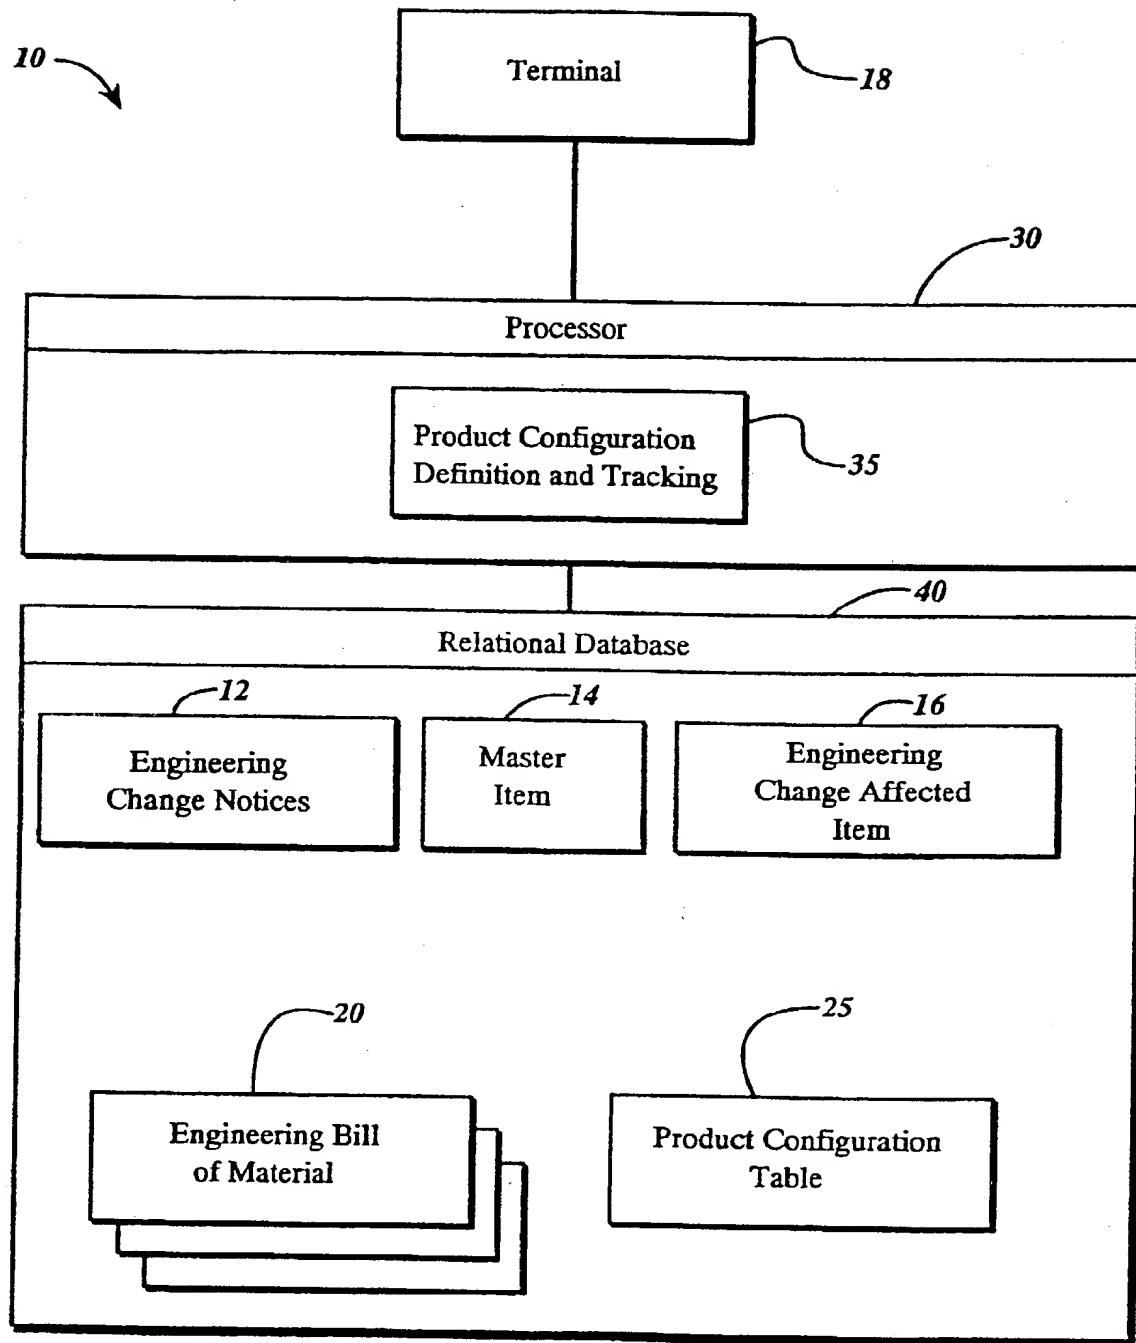 10
Terminal
18
30
Processor
Product Configuration
Definition and Tracking
35
40
Relational Database
12
14
16
Engineering
Change Notices
Master
Item
Engineering
Change Affected
Item
20
25
Engineering Bill
of Material
Product Configuration
Table